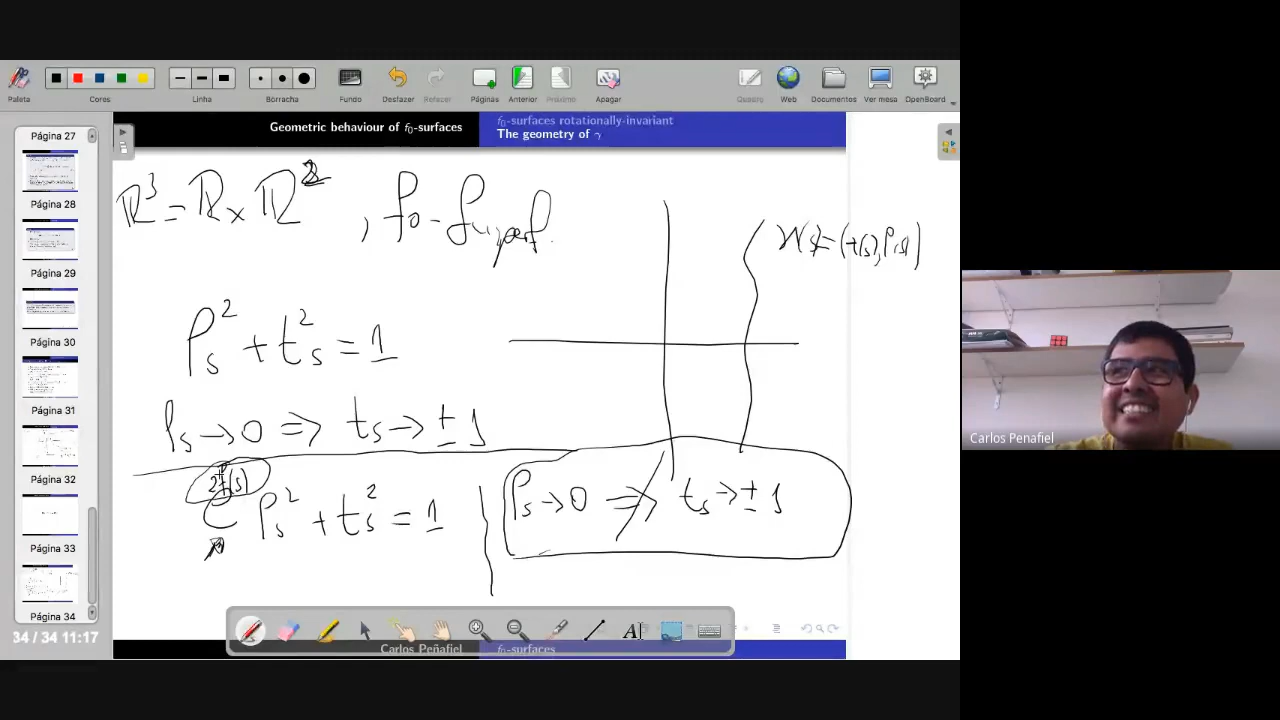 Paleta
Cores
Linha
Borracha
Fundo
Desfazer
Refazer
Páginas
Anterior
Próximo
Apagar
Quadro
Web
Documentos
Ver mesa
OpenBoard
Página 27
Página 28
Página 29
Página 30
Página 31
Página 32
Página 33
Página 34
34 / 34 11:17
Geometric behaviour of f₀-surfaces
f₀-surfaces rotationally-invariant
The geometry of γ
ℝ³ = ℝ × ℝ² , f₀ -
γ(s) = (t(s), ρ(s))
ρₛ² + tₛ² = 1
ρₛ → 0 ⇒ tₛ → ± 1
ρₛ² + tₛ² = 1
ρₛ → 0 ⇏ tₛ → ± 1
Carlos Peñafiel
f₀-surfaces
Carlos Penafiel